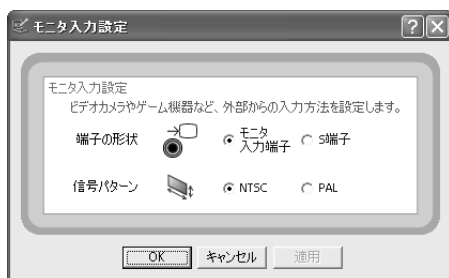 モニタ入力設定
モニタ入力設定
ビデオカメラやゲーム機器など、外部からの入力方法を設定します。
端子の形状 モニタ入力端子 S端子
信号パターン NTSC PAL
OK キャンセル 適用